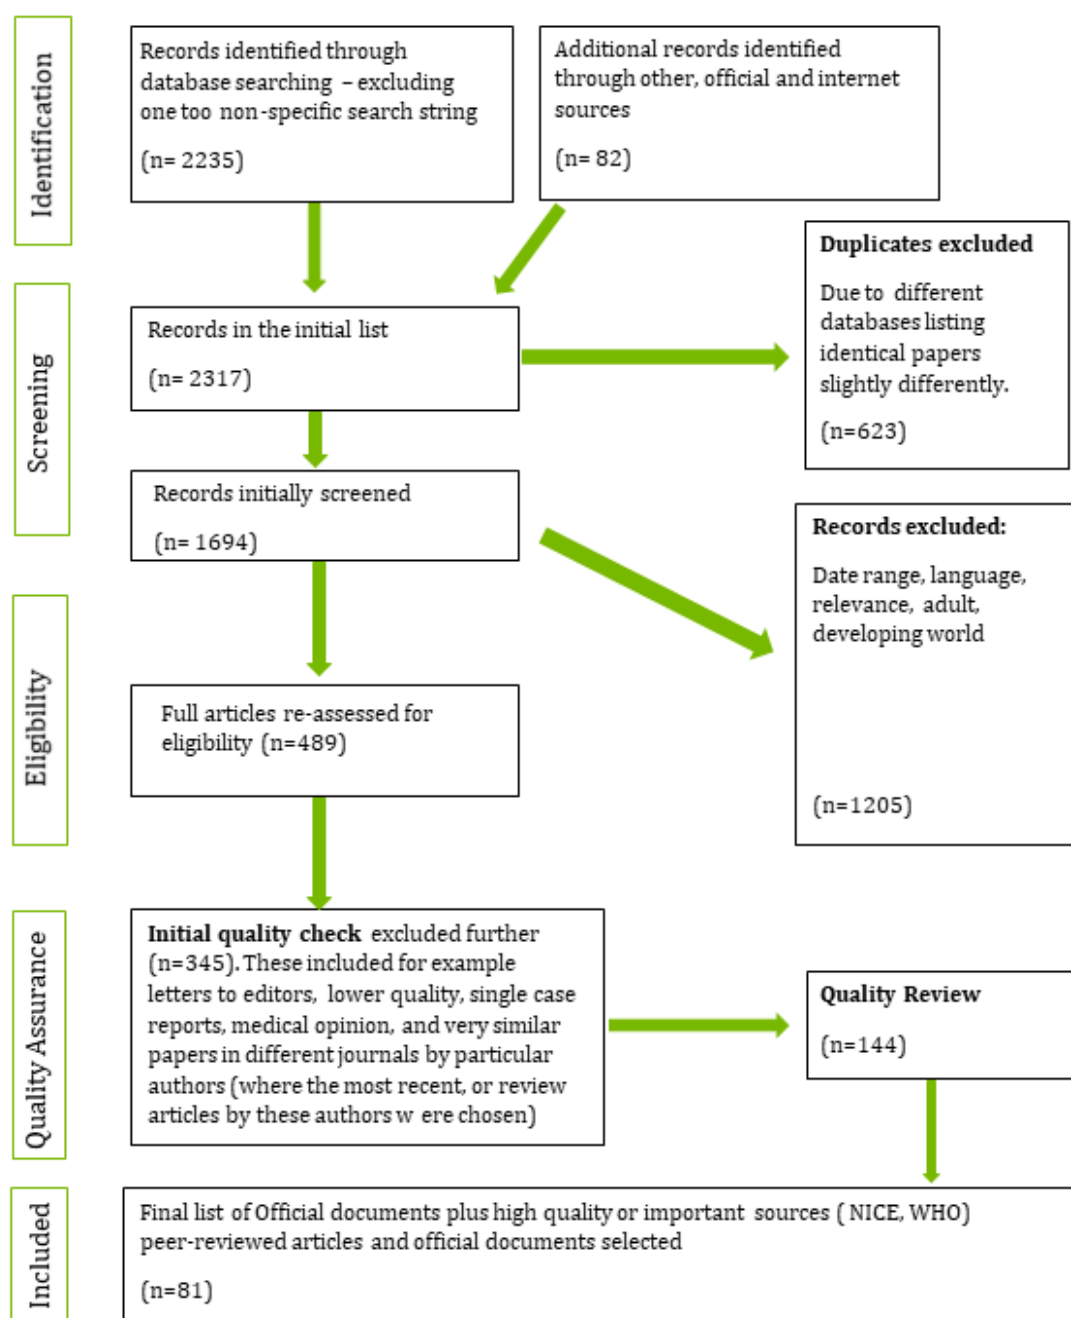 Identification
Records identified through
database searching – excluding
one too non-specific search string
(n= 2235)
Additional records identified
through other, official and internet
sources
(n= 82)
Screening
Records in the initial list
(n= 2317)
Duplicates excluded
Due to different
databases listing
identical papers
slightly differently.
(n=623)
Records initially screened
(n= 1694)
Records excluded:
Date range, language,
relevance, adult,
developing world
(n=1205)
Eligibility
Full articles re-assessed for
eligibility (n=489)
Quality Assurance
Initial quality check excluded further
(n=345). These included for example
letters to editors, lower quality, single case
reports, medical opinion, and very similar
papers in different journals by particular
authors (where the most recent, or review
articles by these authors w ere chosen)
Quality Review
(n=144)
Included
Final list of Official documents plus high quality or important sources ( NICE, WHO)
peer-reviewed articles and official documents selected
(n=81)